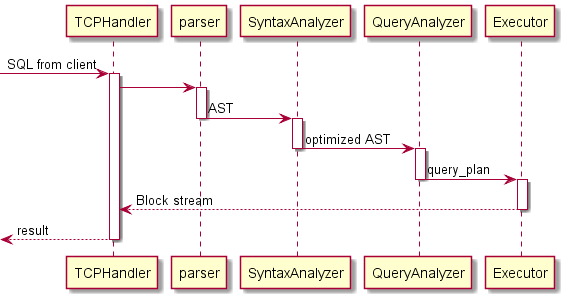 TCPHandler
parser
SyntaxAnalyzer
QueryAnalyzer
Executor
SQL from client
AST
optimized AST
query_plan
Block stream
result
TCPHandler
parser
SyntaxAnalyzer
QueryAnalyzer
Executor